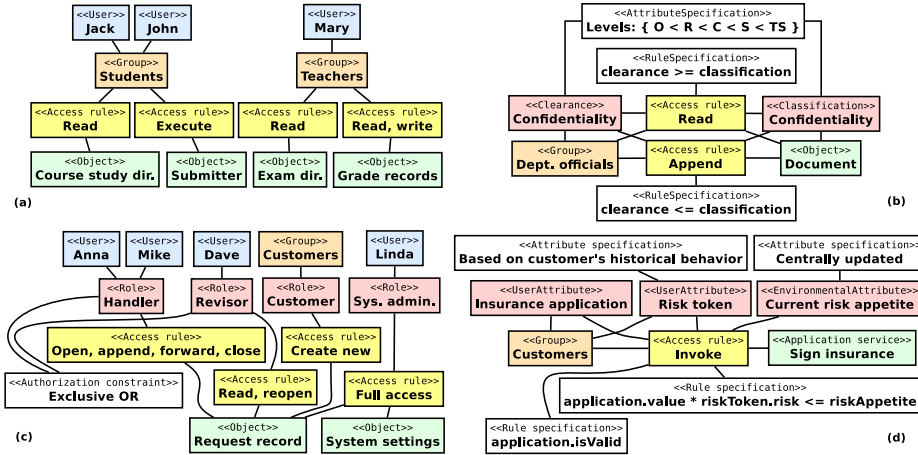 <<User>>
Jack
<<User>>
John
<<User>>
Mary
<<Group>>
Students
<<Group>>
Teachers
<<Access rule>>
Read
<<Access rule>>
Execute
<<Access rule>>
Read
<<Access rule>>
Read, write
<<Object>>
Course study dir.
<<Object>>
Submitter
<<Object>>
Exam dir.
<<Object>>
Grade records
(a)
<<AttributeSpecification>>
Levels: { O < R < C < S < TS }
<<RuleSpecification>>
clearance >= classification
<<Clearance>>
Confidentiality
<<Access rule>>
Read
<<Classification>>
Confidentiality
<<Group>>
Dept. officials
<<Access rule>>
Append
<<Object>>
Document
<<RuleSpecification>>
clearance <= classification
(b)
<<User>>
Anna
<<User>>
Mike
<<User>>
Dave
<<Group>>
Customers
<<User>>
Linda
<<Role>>
Handler
<<Role>>
Revisor
<<Role>>
Customer
<<Role>>
Sys. admin.
<<Access rule>>
Open, append, forward, close
<<Access rule>>
Create new
<<Authorization constraint>>
Exclusive OR
<<Access rule>>
Read, reopen
<<Access rule>>
Full access
<<Object>>
Request record
<<Object>>
System settings
(c)
<<Attribute specification>>
Based on customer's historical behavior
<<Attribute specification>>
Centrally updated
<<UserAttribute>>
Insurance application
<<UserAttribute>>
Risk token
<<EnvironmentalAttribute>>
Current risk appetite
<<Group>>
Customers
<<Access rule>>
Invoke
<<Application service>>
Sign insurance
<<Rule specification>>
application.value * riskToken.risk <= riskAppetite
<<Rule specification>>
application.isValid
(d)